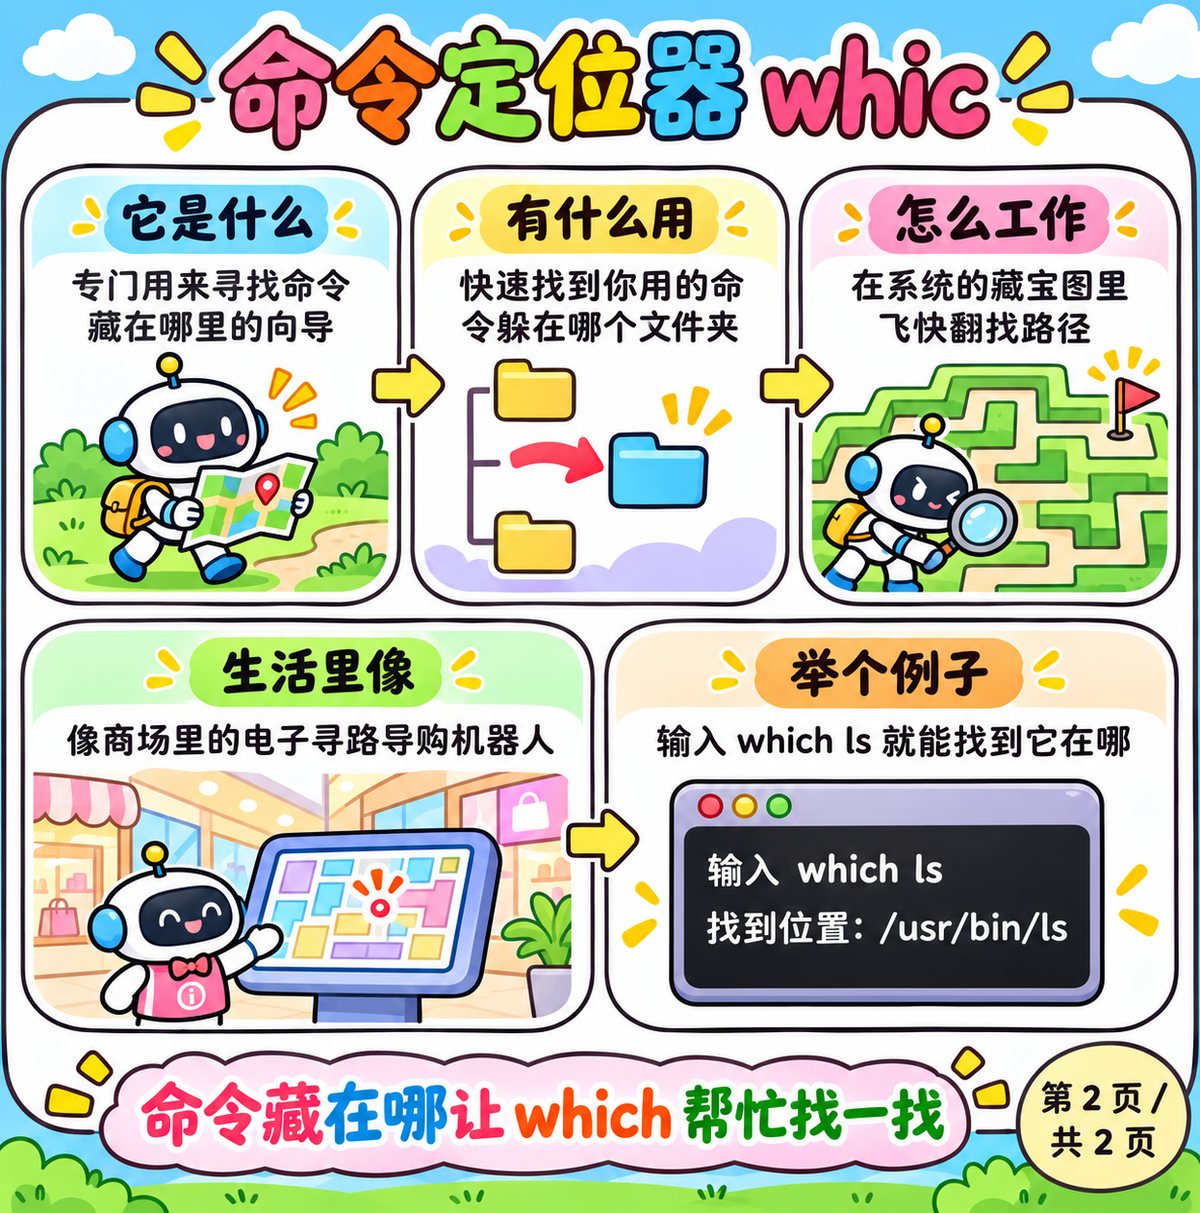 命令定位器 whic
它是什么
专门用来寻找命令
藏在哪里的向导
有什么用
快速找到你用的命
令躲在哪个文件夹
怎么工作
在系统的藏宝图里
飞快翻找路径
生活里像
像商场里的电子寻路导购机器人
i
举个例子
输入 which ls 就能找到它在哪
输入 which ls
找到位置：/usr/bin/ls
命令藏在哪让 which 帮忙找一找
第 2 页 /
共 2 页